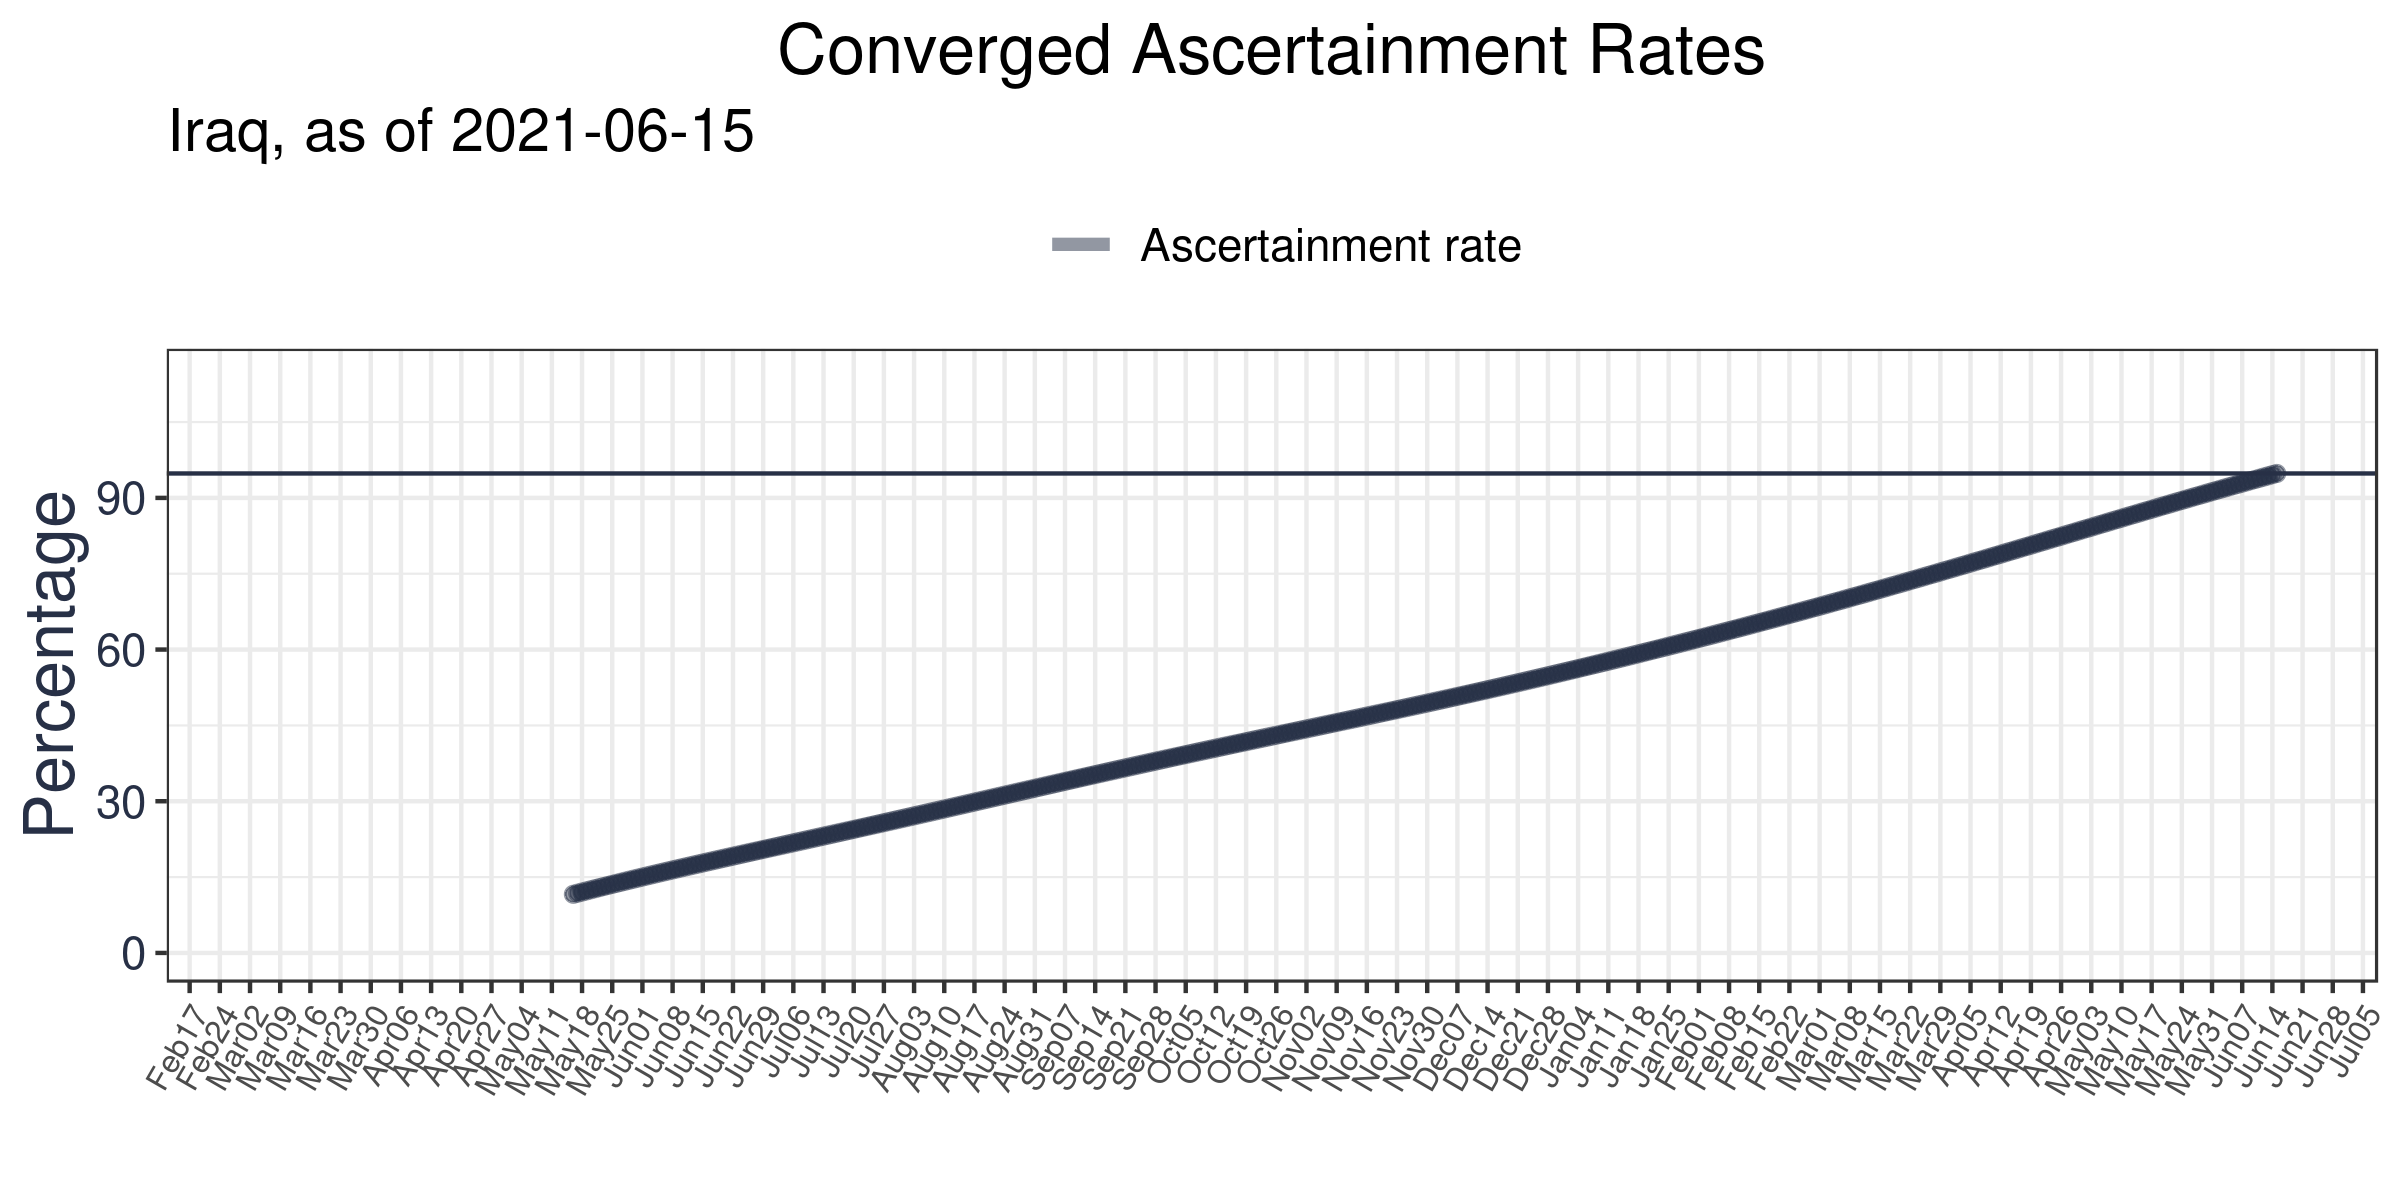 Converged Ascertainment Rates
Iraq, as of 2021-06-15
Ascertainment rate
Percentage
90
60
30
0
Feb17
Feb24
Mar02
Mar09
Mar16
Mar23
Mar30
Apr06
Apr13
Apr20
Apr27
May04
May11
May18
May25
Jun01
Jun08
Jun15
Jun22
Jun29
Jul06
Jul13
Jul20
Jul27
Aug03
Aug10
Aug17
Aug24
Aug31
Sep07
Sep14
Sep21
Sep28
Oct05
Oct12
Oct19
Oct26
Nov02
Nov09
Nov16
Nov23
Nov30
Dec07
Dec14
Dec21
Dec28
Jan04
Jan11
Jan18
Jan25
Feb01
Feb08
Feb15
Feb22
Mar01
Mar08
Mar15
Mar22
Mar29
Apr05
Apr12
Apr19
Apr26
May03
May10
May17
May24
May31
Jun07
Jun14
Jun21
Jun28
Jul05